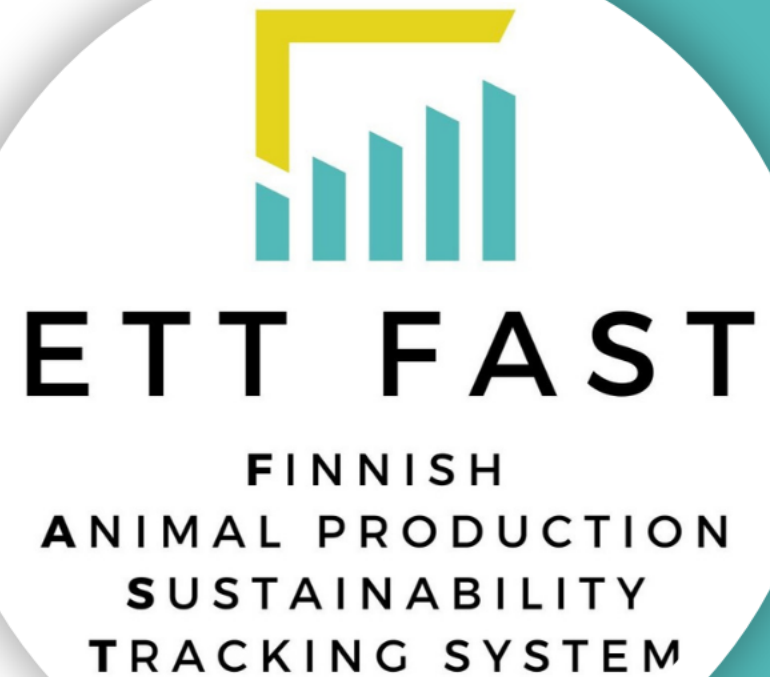 ETT FAST
FINNISH
ANIMAL PRODUCTION
SUSTAINABILITY
TRACKING SYSTEM